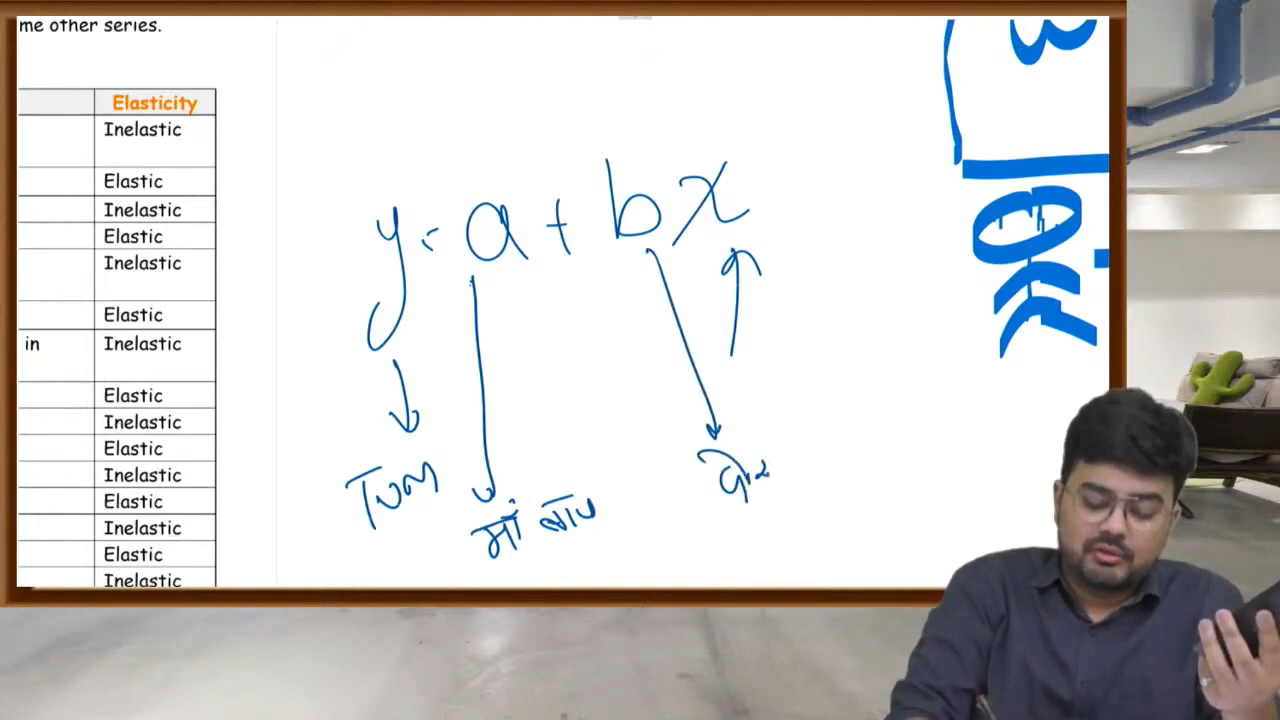 me other series.
Elasticity
Inelastic
Elastic
Inelastic
Elastic
Inelastic
Elastic
in Inelastic
Elastic
Inelastic
Elastic
Inelastic
Elastic
Inelastic
Elastic
Inelastic
y = a + bx
माँ बाप
3